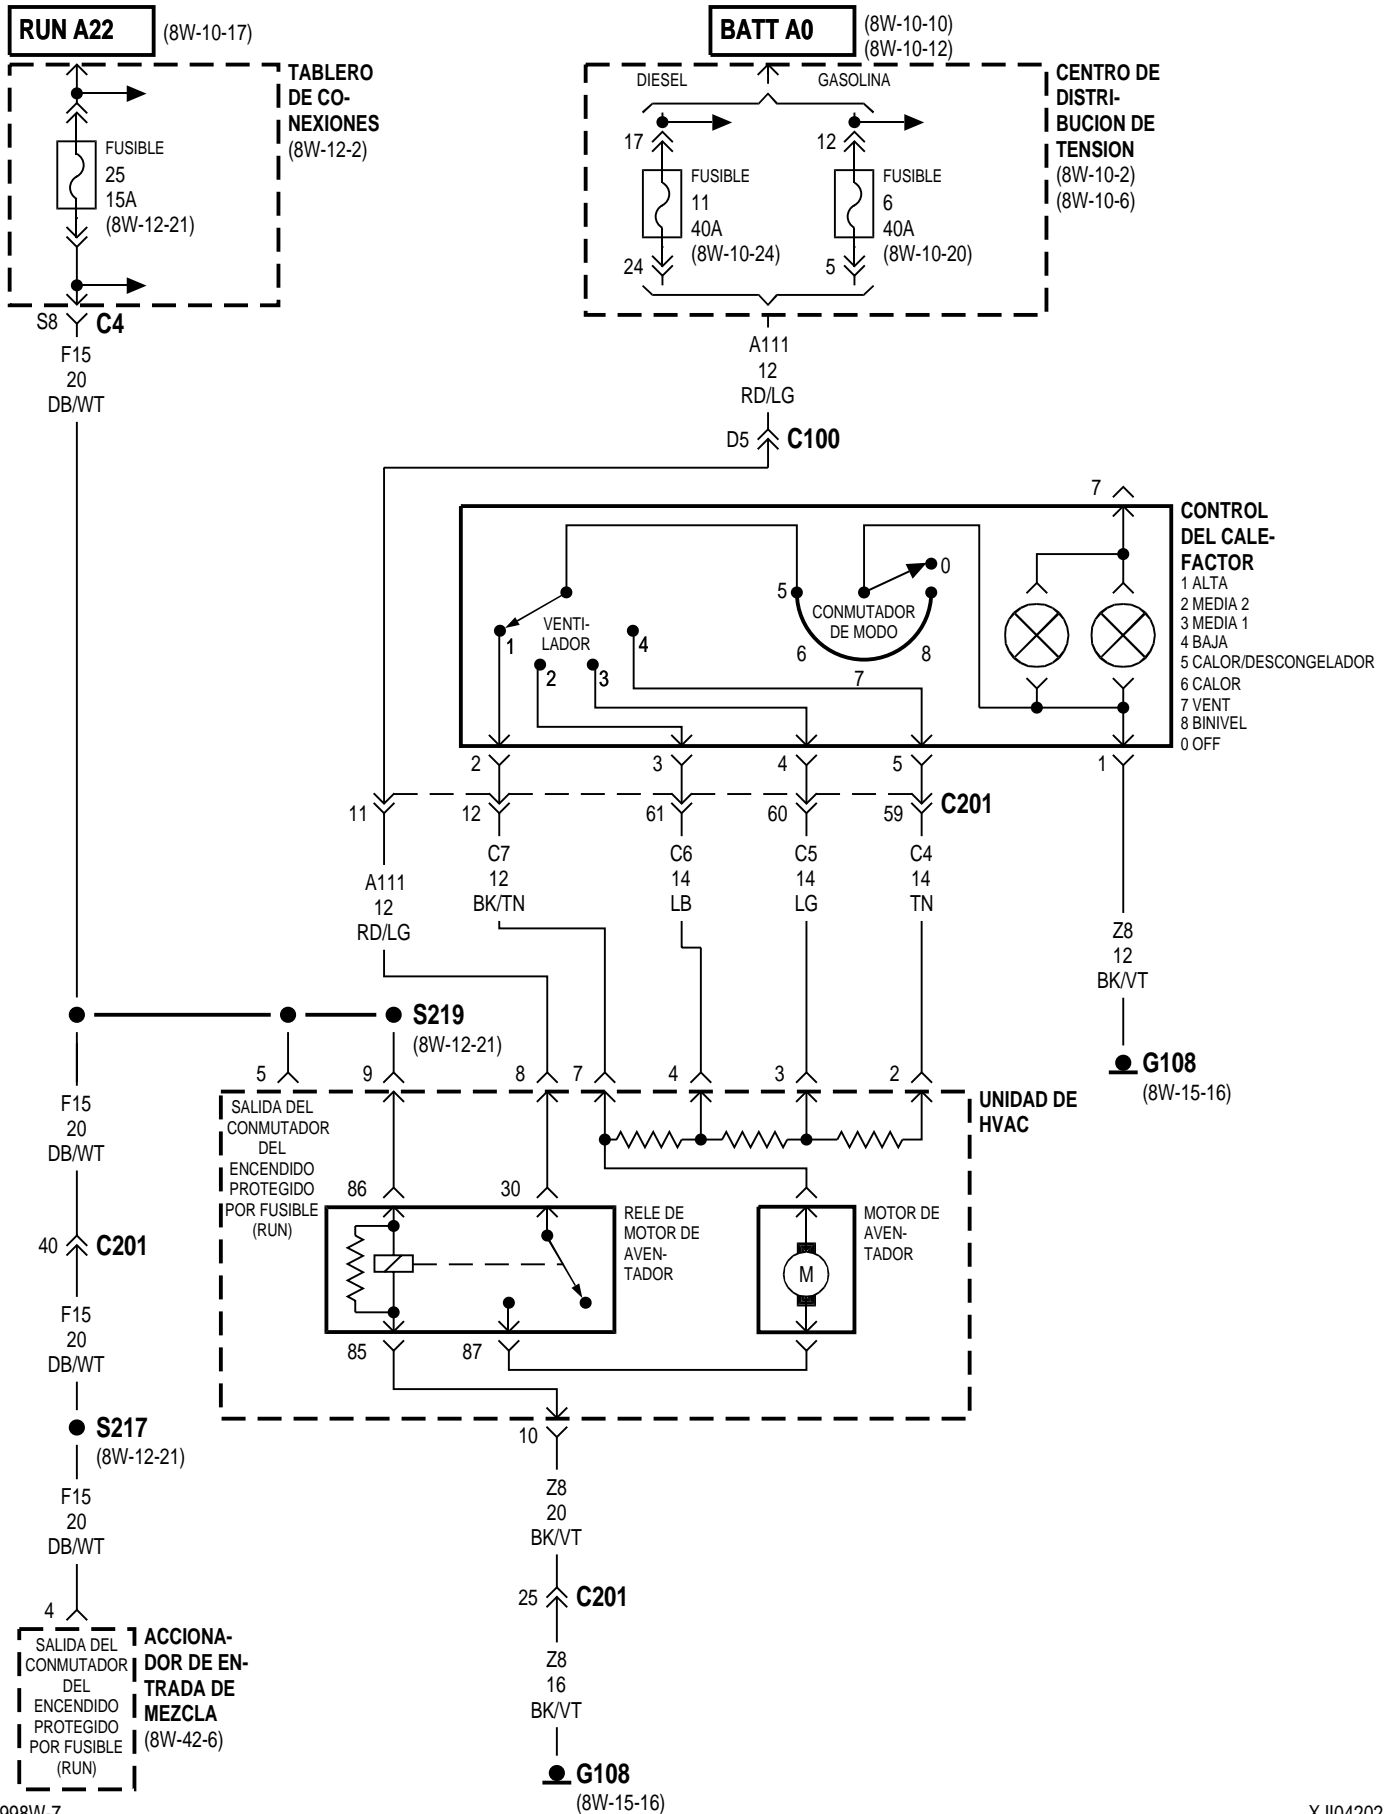 RUN A22
(8W-10-17)
BATT A0
(8W-10-10)
(8W-10-12)
TABLERO
DE CO-
NEXIONES
(8W-12-2)
FUSIBLE
25
15A
(8W-12-21)
S8
C4
F15
20
DB/WT
DIESEL
GASOLINA
17
FUSIBLE
11
40A
(8W-10-24)
24
12
FUSIBLE
6
40A
(8W-10-20)
5
CENTRO DE
DISTRI-
BUCION DE
TENSION
(8W-10-2)
(8W-10-6)
A111
12
RD/LG
D5
C100
7
CONTROL
DEL CALE-
FACTOR
1 ALTA
2 MEDIA 2
3 MEDIA 1
4 BAJA
5 CALOR/DESCONGELADOR
6 CALOR
7 VENT
8 BINIVEL
0 OFF
VENTI-
LADOR
1
2
3
4
CONMUTADOR
DE MODO
5
6
7
8
0
2
3
4
5
1
11
12
61
60
59
C201
A111
12
RD/LG
C7
12
BK/TN
C6
14
LB
C5
14
LG
C4
14
TN
Z8
12
BK/VT
G108
(8W-15-16)
S219
(8W-12-21)
5
9
8
7
4
3
2
UNIDAD DE
HVAC
SALIDA DEL
CONMUTADOR
DEL
ENCENDIDO
PROTEGIDO
POR FUSIBLE
(RUN)
86
30
RELE DE
MOTOR DE
AVEN-
TADOR
MOTOR DE
AVEN-
TADOR
M
85
87
10
F15
20
DB/WT
40
C201
F15
20
DB/WT
S217
(8W-12-21)
F15
20
DB/WT
4
SALIDA DEL
CONMUTADOR
DEL
ENCENDIDO
PROTEGIDO
POR FUSIBLE
(RUN)
ACCIONA-
DOR DE EN-
TRADA DE
MEZCLA
(8W-42-6)
Z8
20
BK/VT
25
C201
Z8
16
BK/VT
G108
(8W-15-16)